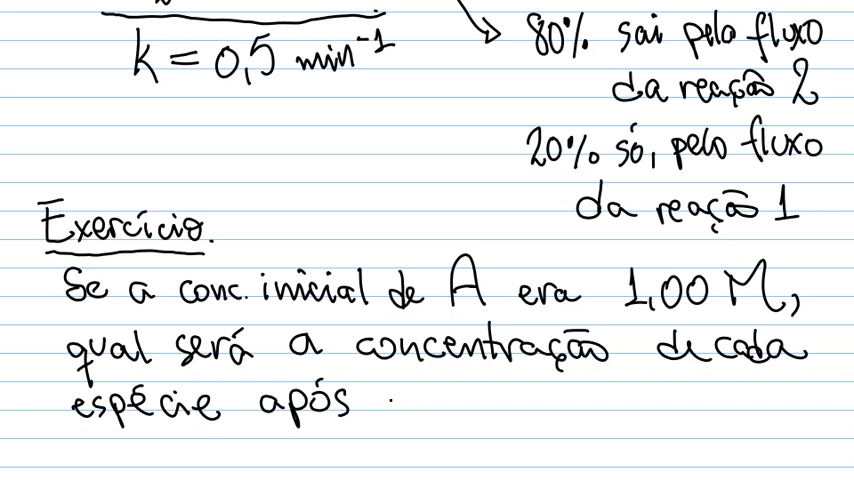 k = 0,5 min⁻¹
80% sai pelo fluxo
da reação 2
20% só, pelo fluxo
da reação 1
Exercício.
Se a conc. inicial de A era 1,00 M,
qual será a concentração de cada
espécie após